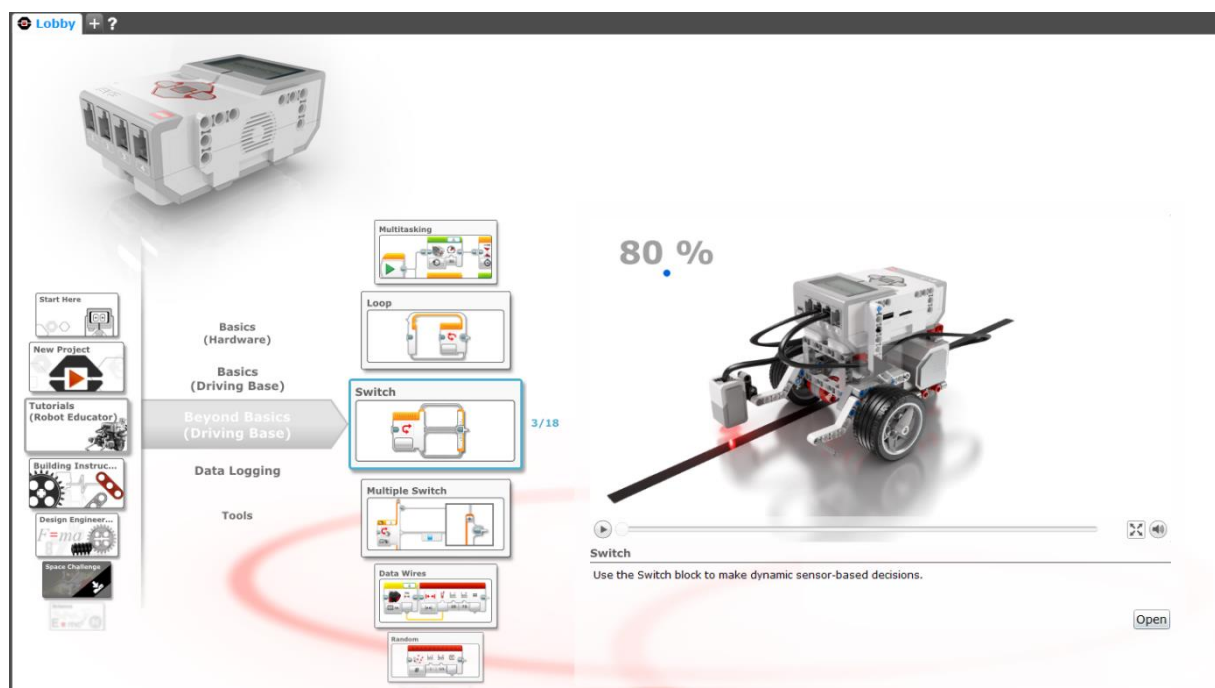 Lobby + ?
Multitasking
Loop
Switch
3/18
Multiple Switch
Data Wires
Random
Start Here
New Project
Tutorials
(Robot Educator)
Building Instruc...
Design Engineer...
F=ma
Space Challenge
Basics
(Hardware)
Basics
(Driving Base)
Beyond Basics
(Driving Base)
Data Logging
Tools
80 %
Switch
Use the Switch block to make dynamic sensor-based decisions.
Open